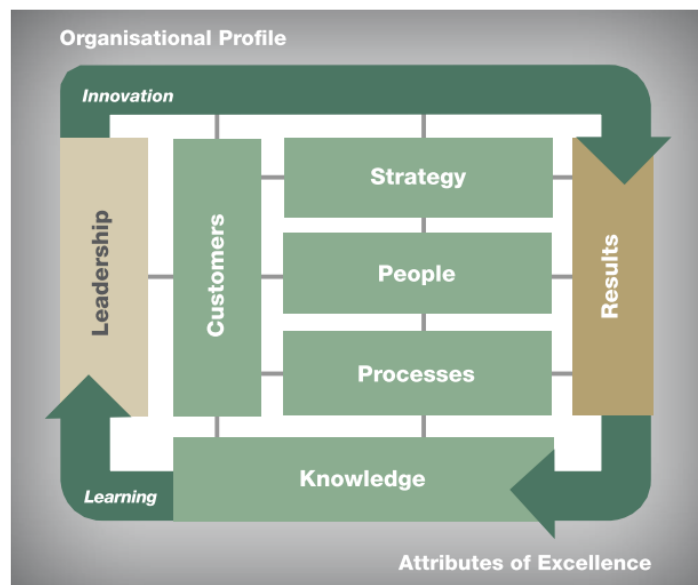 Organisational Profile
Innovation
Leadership
Customers
Strategy
People
Processes
Results
Knowledge
Learning
Attributes of Excellence